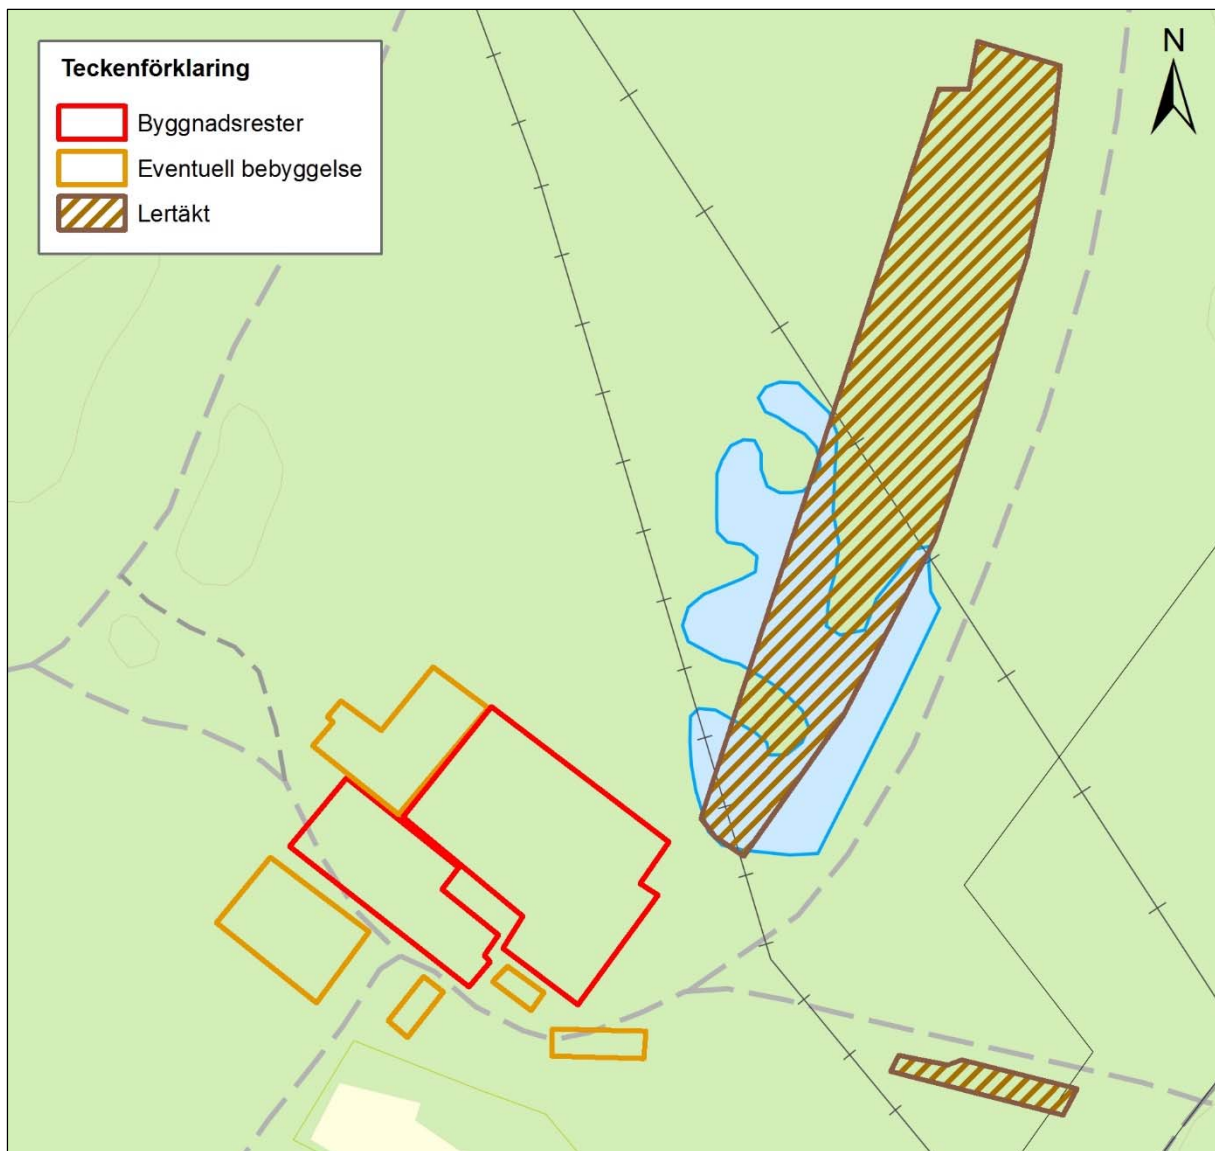 Teckenförklaring
Byggnadsrester
Eventuell bebyggelse
Lertäkt
N